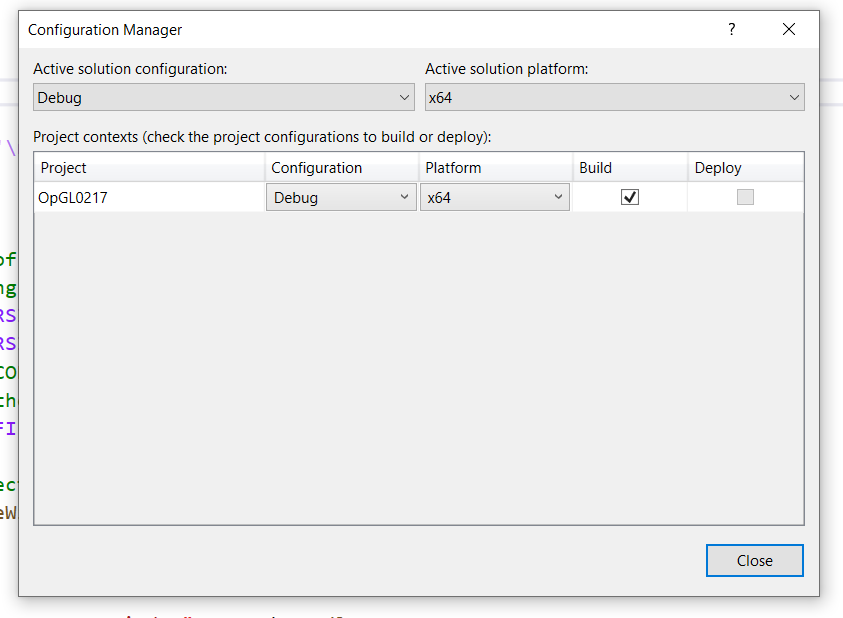 Configuration Manager
?
Active solution configuration:
Active solution platform:
Debug
x64
Project contexts (check the project configurations to build or deploy):
Project
Configuration
Platform
Build
Deploy
OpGL0217
Debug
x64
Close